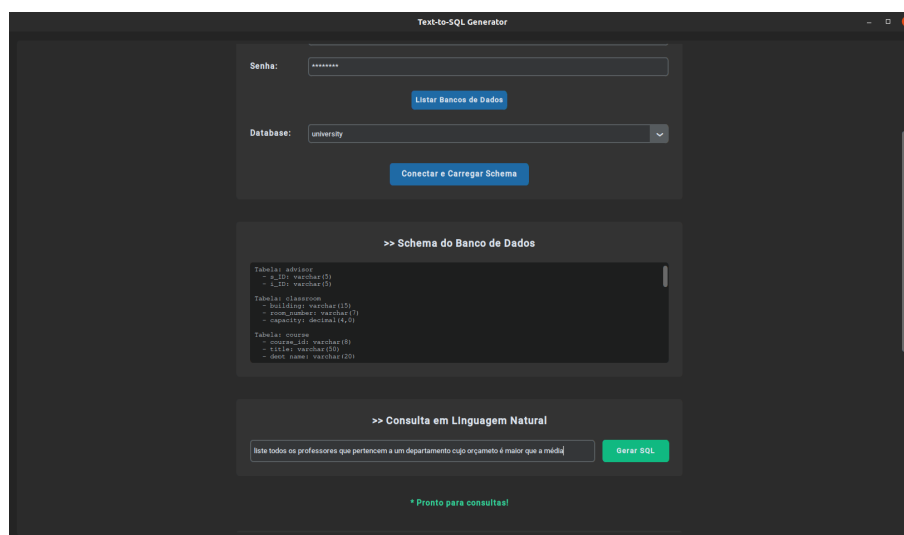 Text-to-SQL Generator
Senha:
********
Listar Bancos de Dados
Database:
university
Conectar e Carregar Schema
>> Schema do Banco de Dados
Tabela: advisor
- s_ID: varchar(5)
- i_ID: varchar(5)
Tabela: classroom
- building: varchar(15)
- room_number: varchar(7)
- capacity: decimal(4,0)
Tabela: course
- course_id: varchar(8)
- title: varchar(50)
- dept_name: varchar(20)
>> Consulta em Linguagem Natural
liste todos os professores que pertencem a um departamento cujo orçameto é maior que a média
Gerar SQL
* Pronto para consultas!